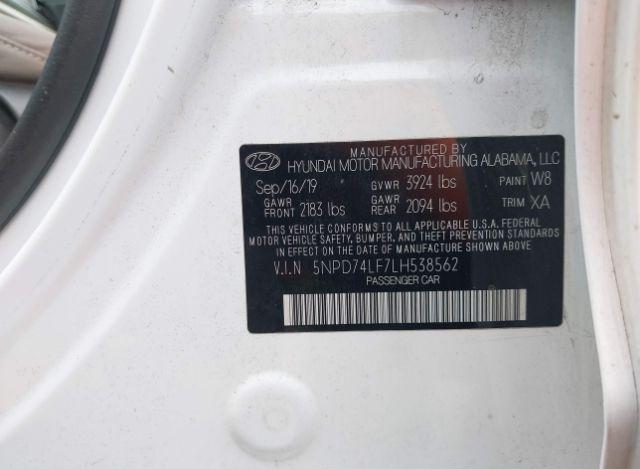 MANUFACTURED BY
HYUNDAI MOTOR MANUFACTURING ALABAMA, LLC
Sep/16/19 GVWR 3924 lbs PAINT W8
GAWR FRONT 2183 lbs GAWR REAR 2094 lbs TRIM XA
THIS VEHICLE CONFORMS TO ALL APPLICABLE U.S.A. FEDERAL
MOTOR VEHICLE SAFETY, BUMPER, AND THEFT PREVENTION
STANDARDS IN EFFECT ON THE DATE OF MANUFACTURE SHOWN ABOVE.
V.I.N 5NPD74LF7LH538562
PASSENGER CAR